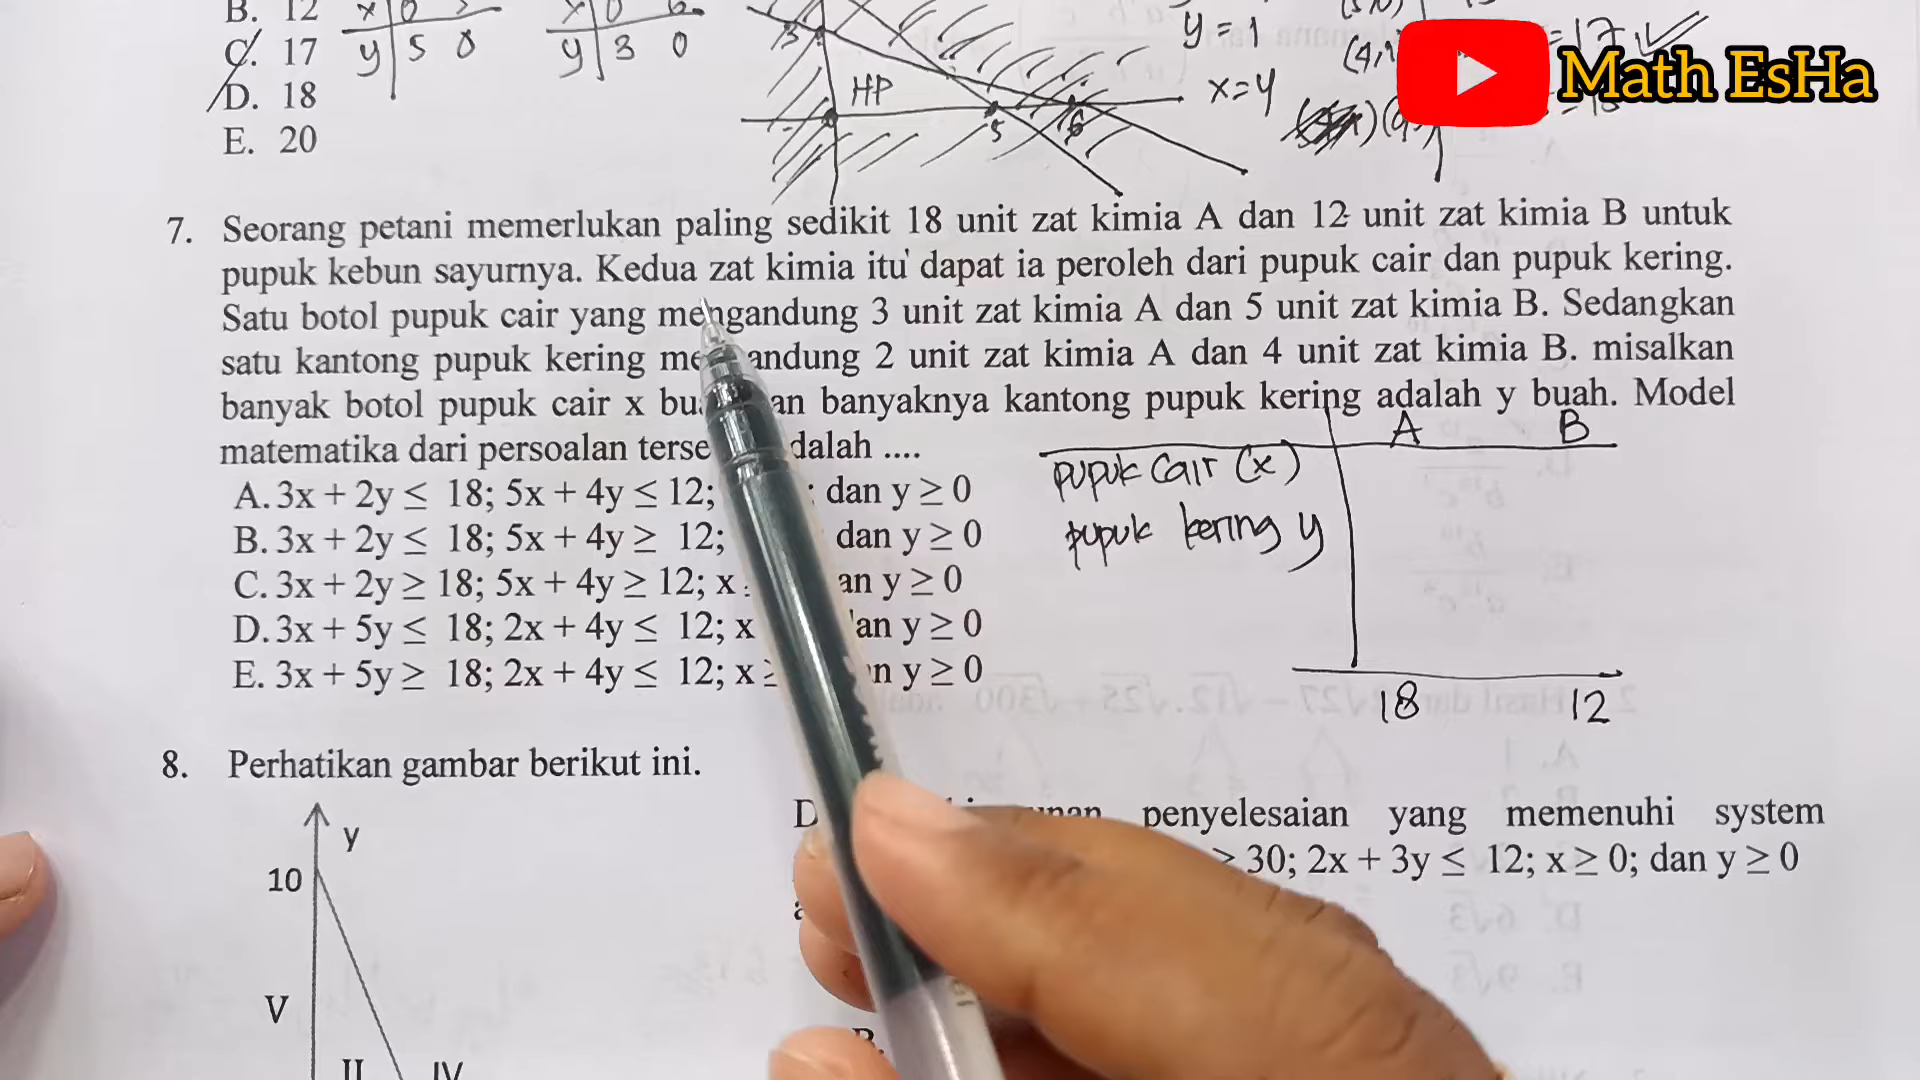 B. 12
C. 17
D. 18
E. 20
x 0
y 5 0
x 0 6
y 3 0
3
HP
5
6
y = 1
x = 4
= 17
Math EsHa
7. Seorang petani memerlukan paling sedikit 18 unit zat kimia A dan 12 unit zat kimia B untuk
pupuk kebun sayurnya. Kedua zat kimia itu dapat ia peroleh dari pupuk cair dan pupuk kering.
Satu botol pupuk cair yang mengandung 3 unit zat kimia A dan 5 unit zat kimia B. Sedangkan
satu kantong pupuk kering mengandung 2 unit zat kimia A dan 4 unit zat kimia B. misalkan
banyak botol pupuk cair x bu an banyaknya kantong pupuk kering adalah y buah. Model
matematika dari persoalan terse dalah ....
A. 3x + 2y ≤ 18; 5x + 4y ≤ 12; dan y ≥ 0
B. 3x + 2y ≤ 18; 5x + 4y ≥ 12; dan y ≥ 0
C. 3x + 2y ≥ 18; 5x + 4y ≥ 12; x an y ≥ 0
D. 3x + 5y ≤ 18; 2x + 4y ≤ 12; x an y ≥ 0
E. 3x + 5y ≥ 18; 2x + 4y ≤ 12; x ≥ n y ≥ 0
A B
pupuk cair (x)
pupuk kering y
18 12
8. Perhatikan gambar berikut ini.
y
10
V
II IV
penyelesaian yang memenuhi system
≥ 30; 2x + 3y ≤ 12; x ≥ 0; dan y ≥ 0
B.